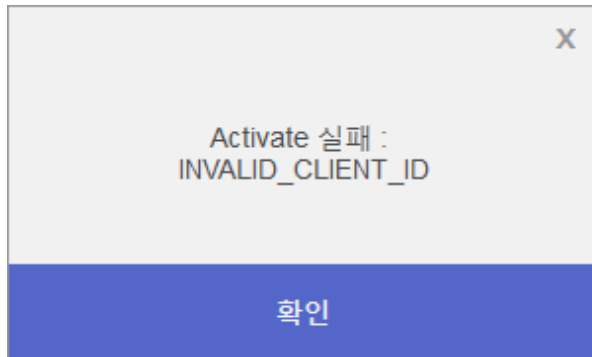 X
Activate 실패 :
INVALID_CLIENT_ID
확인